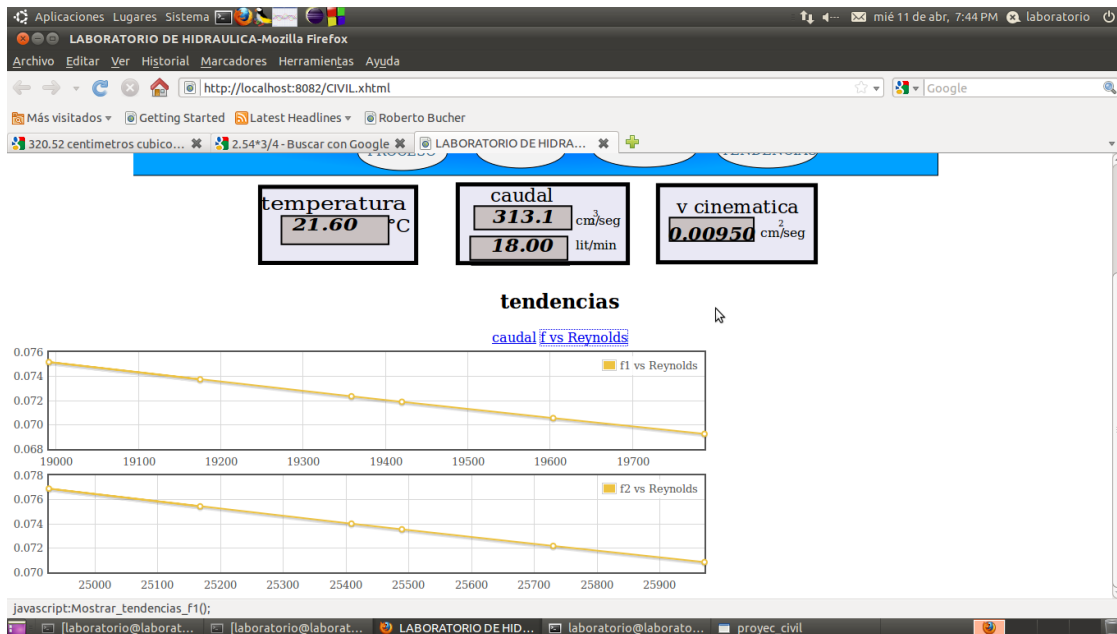 Aplicaciones Lugares Sistema mié 11 de abr, 7:44 PM laboratorio
LABORATORIO DE HIDRAULICA-Mozilla Firefox
Archivo Editar Ver Historial Marcadores Herramientas Ayuda
http://localhost:8082/CIVIL.xhtml Google
Más visitados Getting Started Latest Headlines Roberto Bucher
320.52 centimetros cubico... 2.54*3/4 - Buscar con Google LABORATORIO DE HIDRA...
PROCESO TENDENCIAS
temperatura
21.60 °C
caudal
313.1 cm3/seg
18.00 lit/min
v cinematica
0.00950 cm2/seg
tendencias
caudal f vs Reynolds
0.076
0.074
0.072
0.070
0.068
f1 vs Reynolds
19000 19100 19200 19300 19400 19500 19600 19700
0.078
0.076
0.074
0.072
0.070
f2 vs Reynolds
25000 25100 25200 25300 25400 25500 25600 25700 25800 25900
javascript:Mostrar_tendencias_f1();
[laboratorio@laborat... [laboratorio@laborat... LABORATORIO DE HID... laboratorio@laborato... proyec_civil